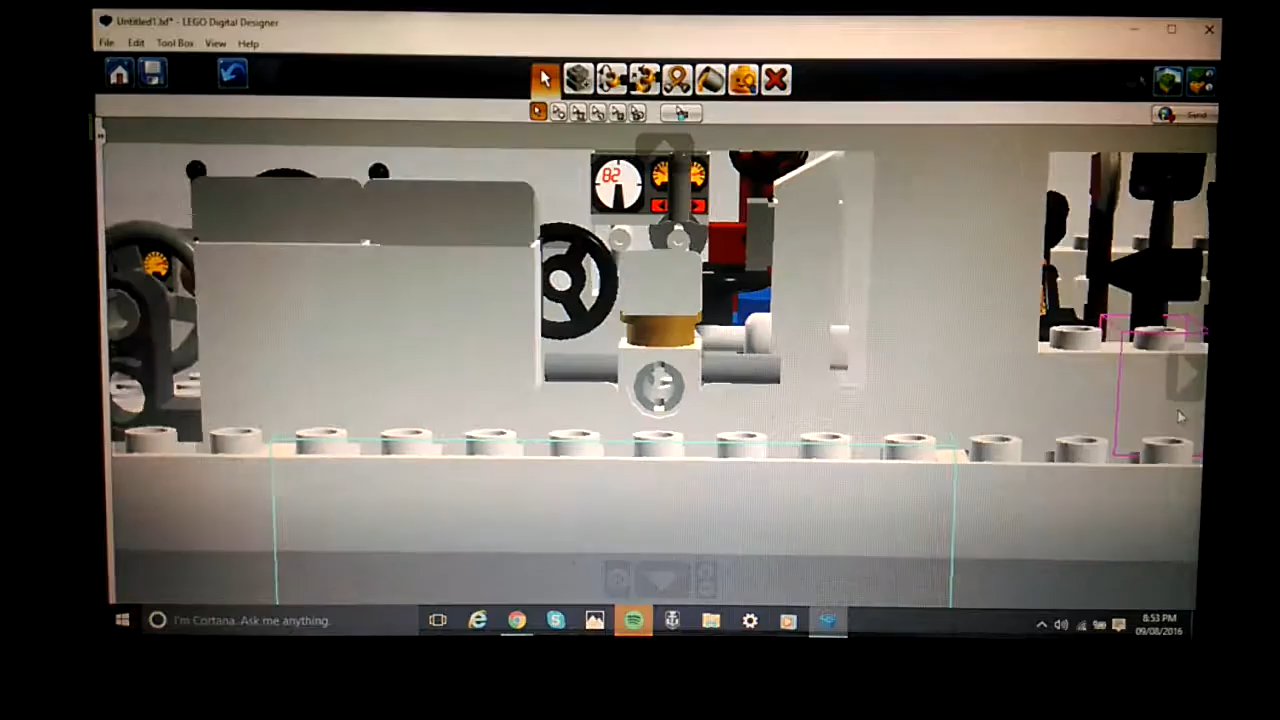 Untitled1.lxf* - LEGO Digital Designer
File Edit Tool Box View Help
Send
82
I'm Cortana. Ask me anything.
8:53 PM
09/08/2016